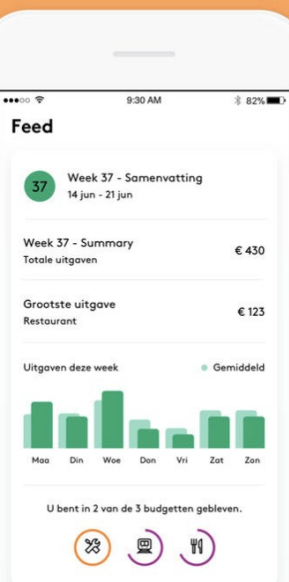 9:30 AM 82%
Feed
37
Week 37 - Samenvatting
14 jun - 21 jun
Week 37 - Summary
Totale uitgaven
€ 430
Grootste uitgave
Restaurant
€ 123
Uitgaven deze week Gemiddeld
Maa Din Woe Don Vri Zat Zon
U bent in 2 van de 3 budgetten gebleven.